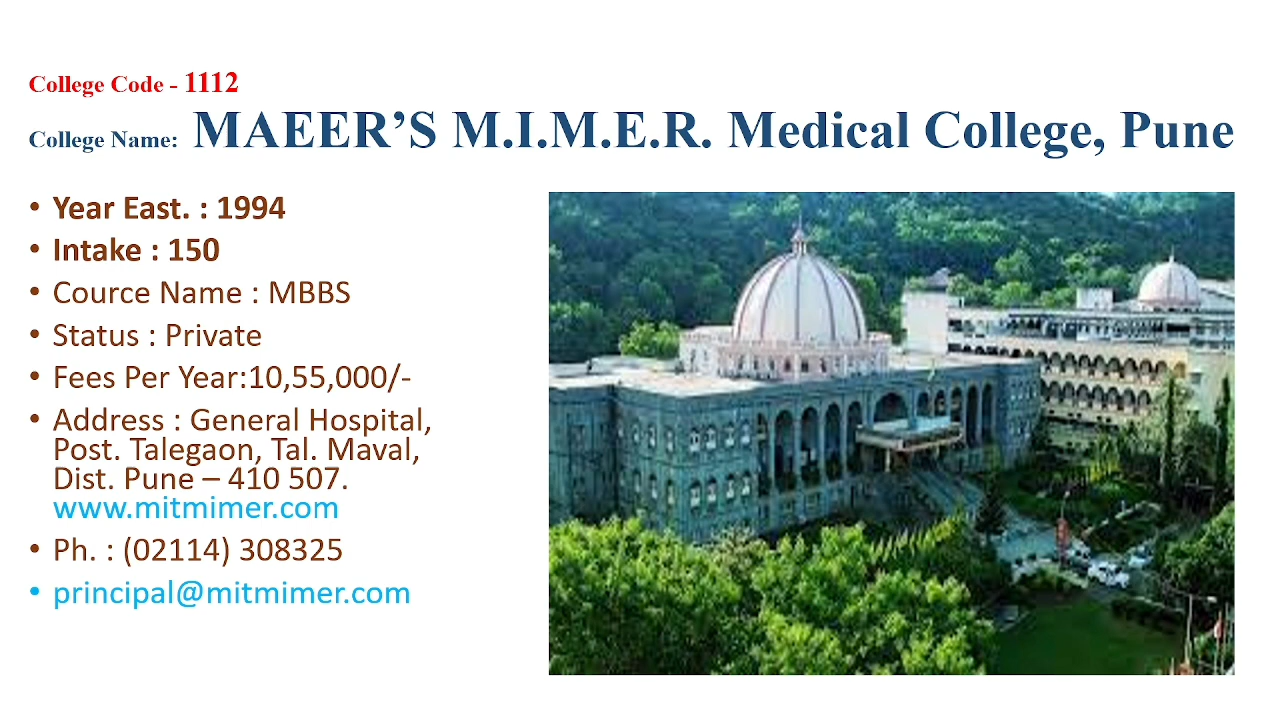 College Code - 1112
College Name: MAEER’S M.I.M.E.R. Medical College, Pune
• Year East. : 1994
• Intake : 150
• Cource Name : MBBS
• Status : Private
• Fees Per Year:10,55,000/-
• Address : General Hospital,
Post. Talegaon, Tal. Maval,
Dist. Pune – 410 507.
www.mitmimer.com
• Ph. : (02114) 308325
• principal@mitmimer.com